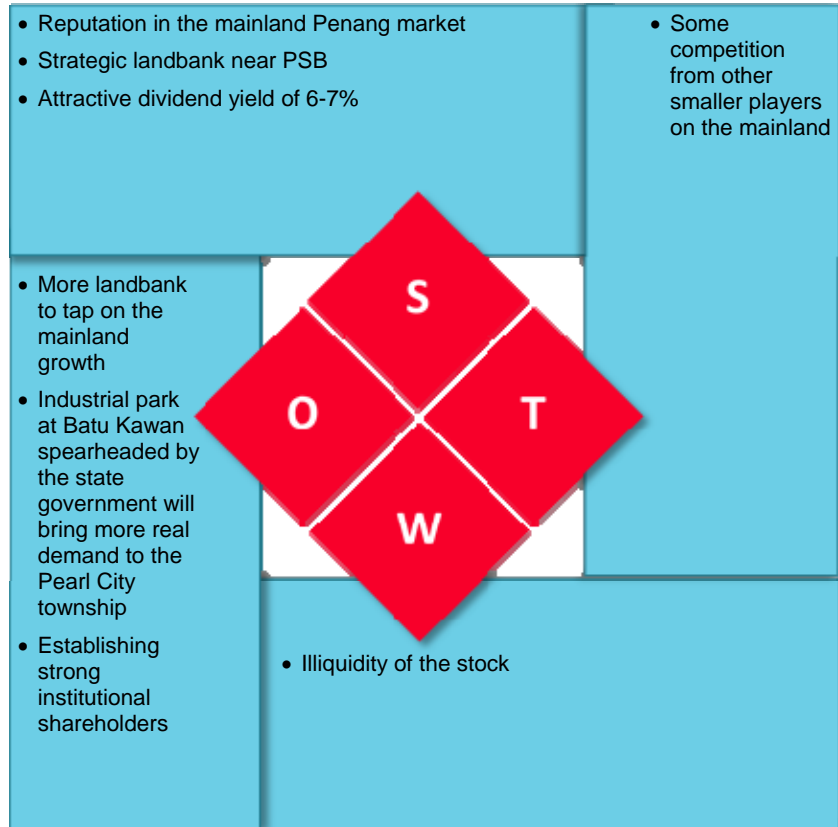 • Reputation in the mainland Penang market
• Strategic landbank near PSB
• Attractive dividend yield of 6-7%
• Some
competition
from other
smaller players
on the mainland
S
• More landbank
to tap on the
mainland
growth
• Industrial park
at Batu Kawan
spearheaded by
the state
government will
bring more real
demand to the
Pearl City
township
• Establishing
strong
institutional
shareholders
O
T
W
• Illiquidity of the stock